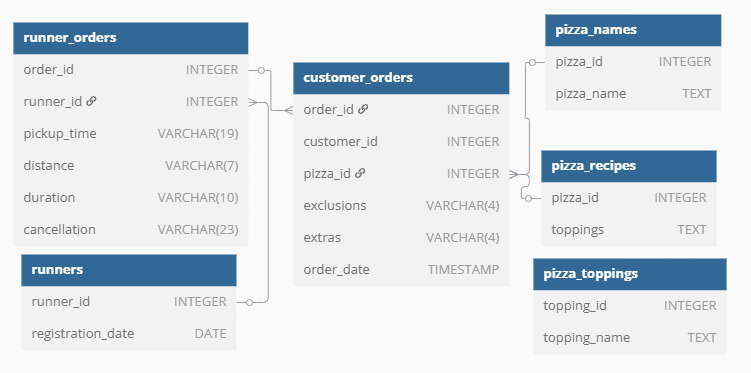 runner_orders
order_id INTEGER
runner_id INTEGER
pickup_time VARCHAR(19)
distance VARCHAR(7)
duration VARCHAR(10)
cancellation VARCHAR(23)
runners
runner_id INTEGER
registration_date DATE
customer_orders
order_id INTEGER
customer_id INTEGER
pizza_id INTEGER
exclusions VARCHAR(4)
extras VARCHAR(4)
order_date TIMESTAMP
pizza_names
pizza_id INTEGER
pizza_name TEXT
pizza_recipes
pizza_id INTEGER
toppings TEXT
pizza_toppings
topping_id INTEGER
topping_name TEXT